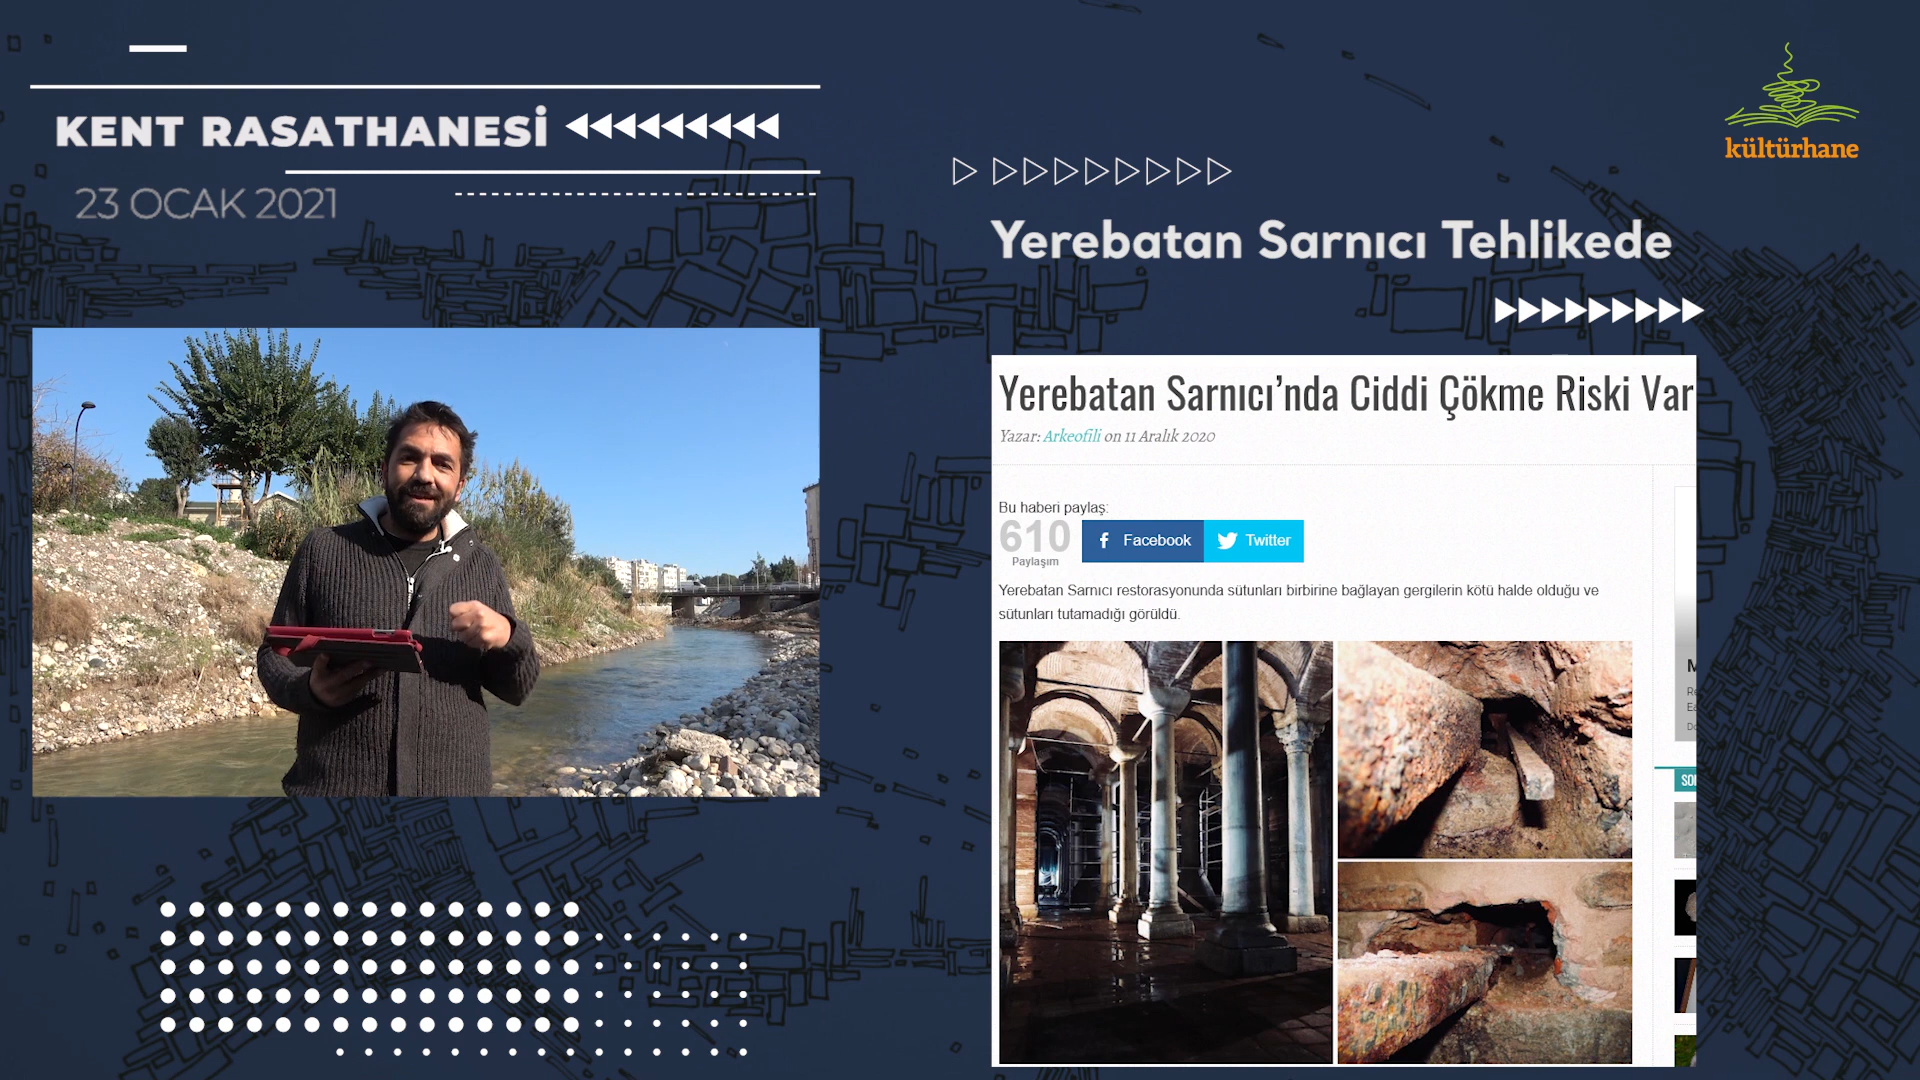 KENT RASATHANESİ
23 OCAK 2021
kültürhane
Yerebatan Sarnıcı Tehlikede
Yerebatan Sarnıcı’nda Ciddi Çökme Riski Var
Yazar: Arkeofili on 11 Aralık 2020
Bu haberi paylaş:
610
Paylaşım
Facebook
Twitter
Yerebatan Sarnıcı restorasyonunda sütunları birbirine bağlayan gergilerin kötü halde olduğu ve
sütunları tutamadığı görüldü.